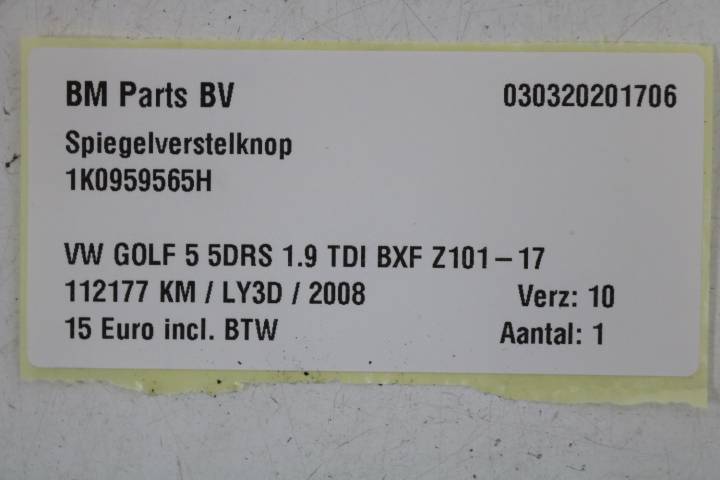 BM Parts BV 030320201706
Spiegelverstelknop
1K0959565H
VW GOLF 5 5DRS 1.9 TDI BXF Z101-17
112177 KM / LY3D / 2008 Verz: 10
15 Euro incl. BTW Aantal: 1